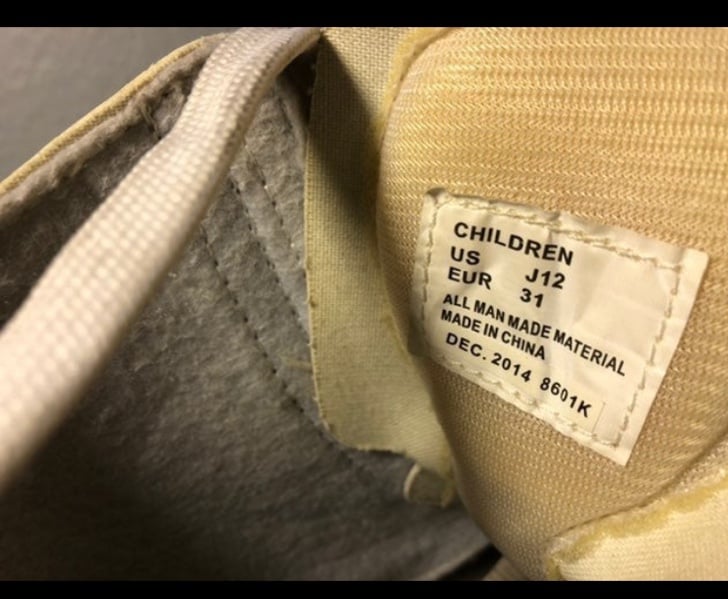 CHILDREN
US J12
EUR 31
ALL MAN MADE MATERIAL
MADE IN CHINA
DEC. 2014 8601K